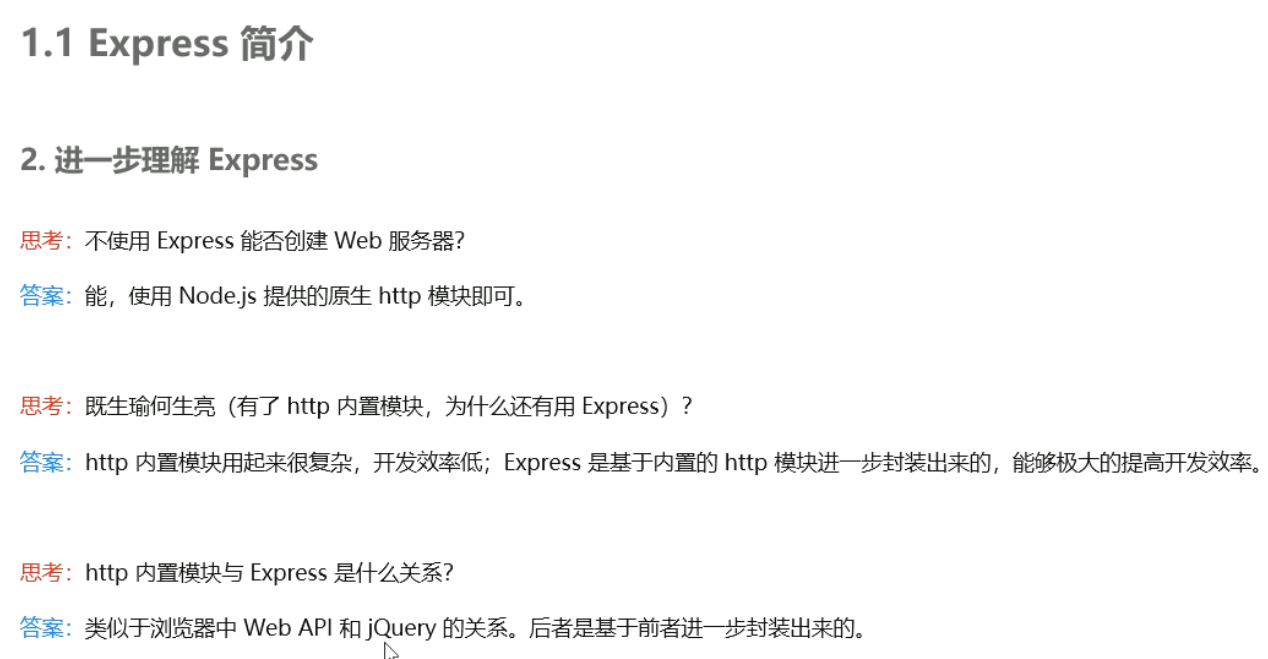 1.1 Express 简介
2. 进一步理解 Express
思考：不使用 Express 能否创建 Web 服务器？
答案：能，使用 Node.js 提供的原生 http 模块即可。
思考：既生瑜何生亮（有了 http 内置模块，为什么还有用 Express）？
答案：http 内置模块用起来很复杂，开发效率低；Express 是基于内置的 http 模块进一步封装出来的，能够极大的提高开发效率。
思考：http 内置模块与 Express 是什么关系？
答案：类似于浏览器中 Web API 和 jQuery 的关系。后者是基于前者进一步封装出来的。